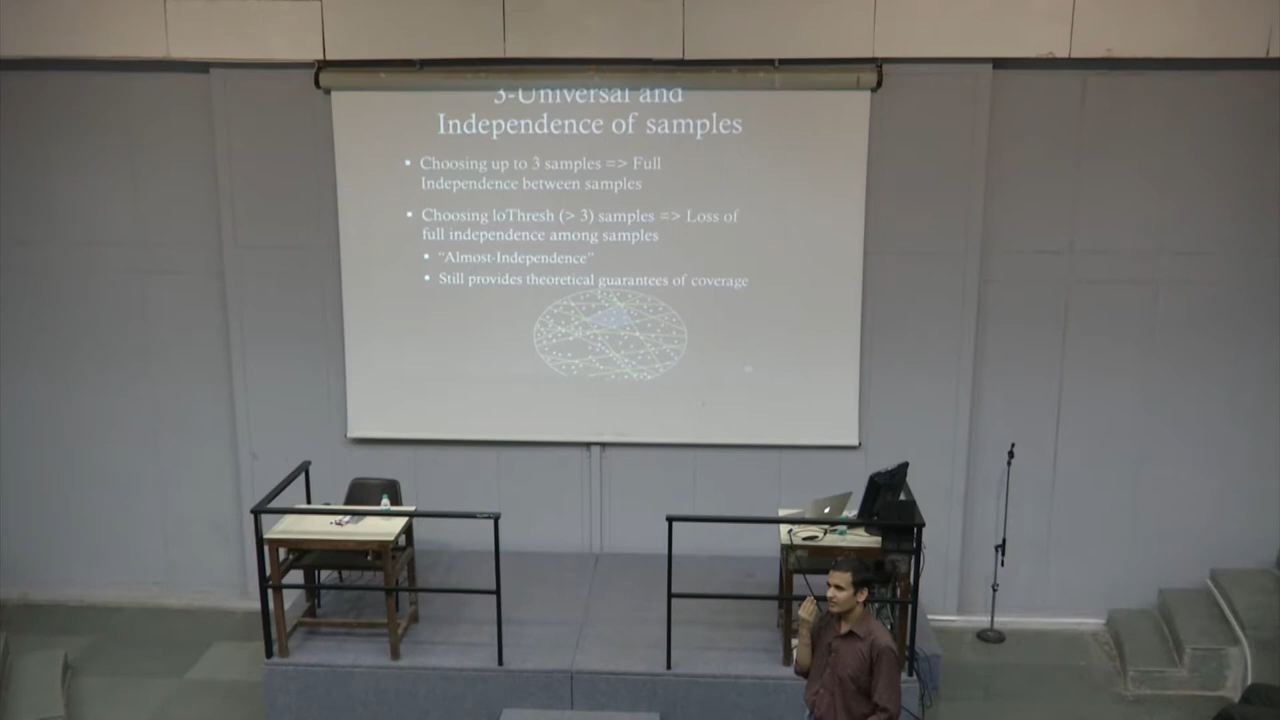 3-Universal and
Independence of samples
▪ Choosing up to 3 samples => Full
Independence between samples
▪ Choosing loThresh (> 3) samples => Loss of
full independence among samples
▪ “Almost-Independence”
▪ Still provides theoretical guarantees of coverage